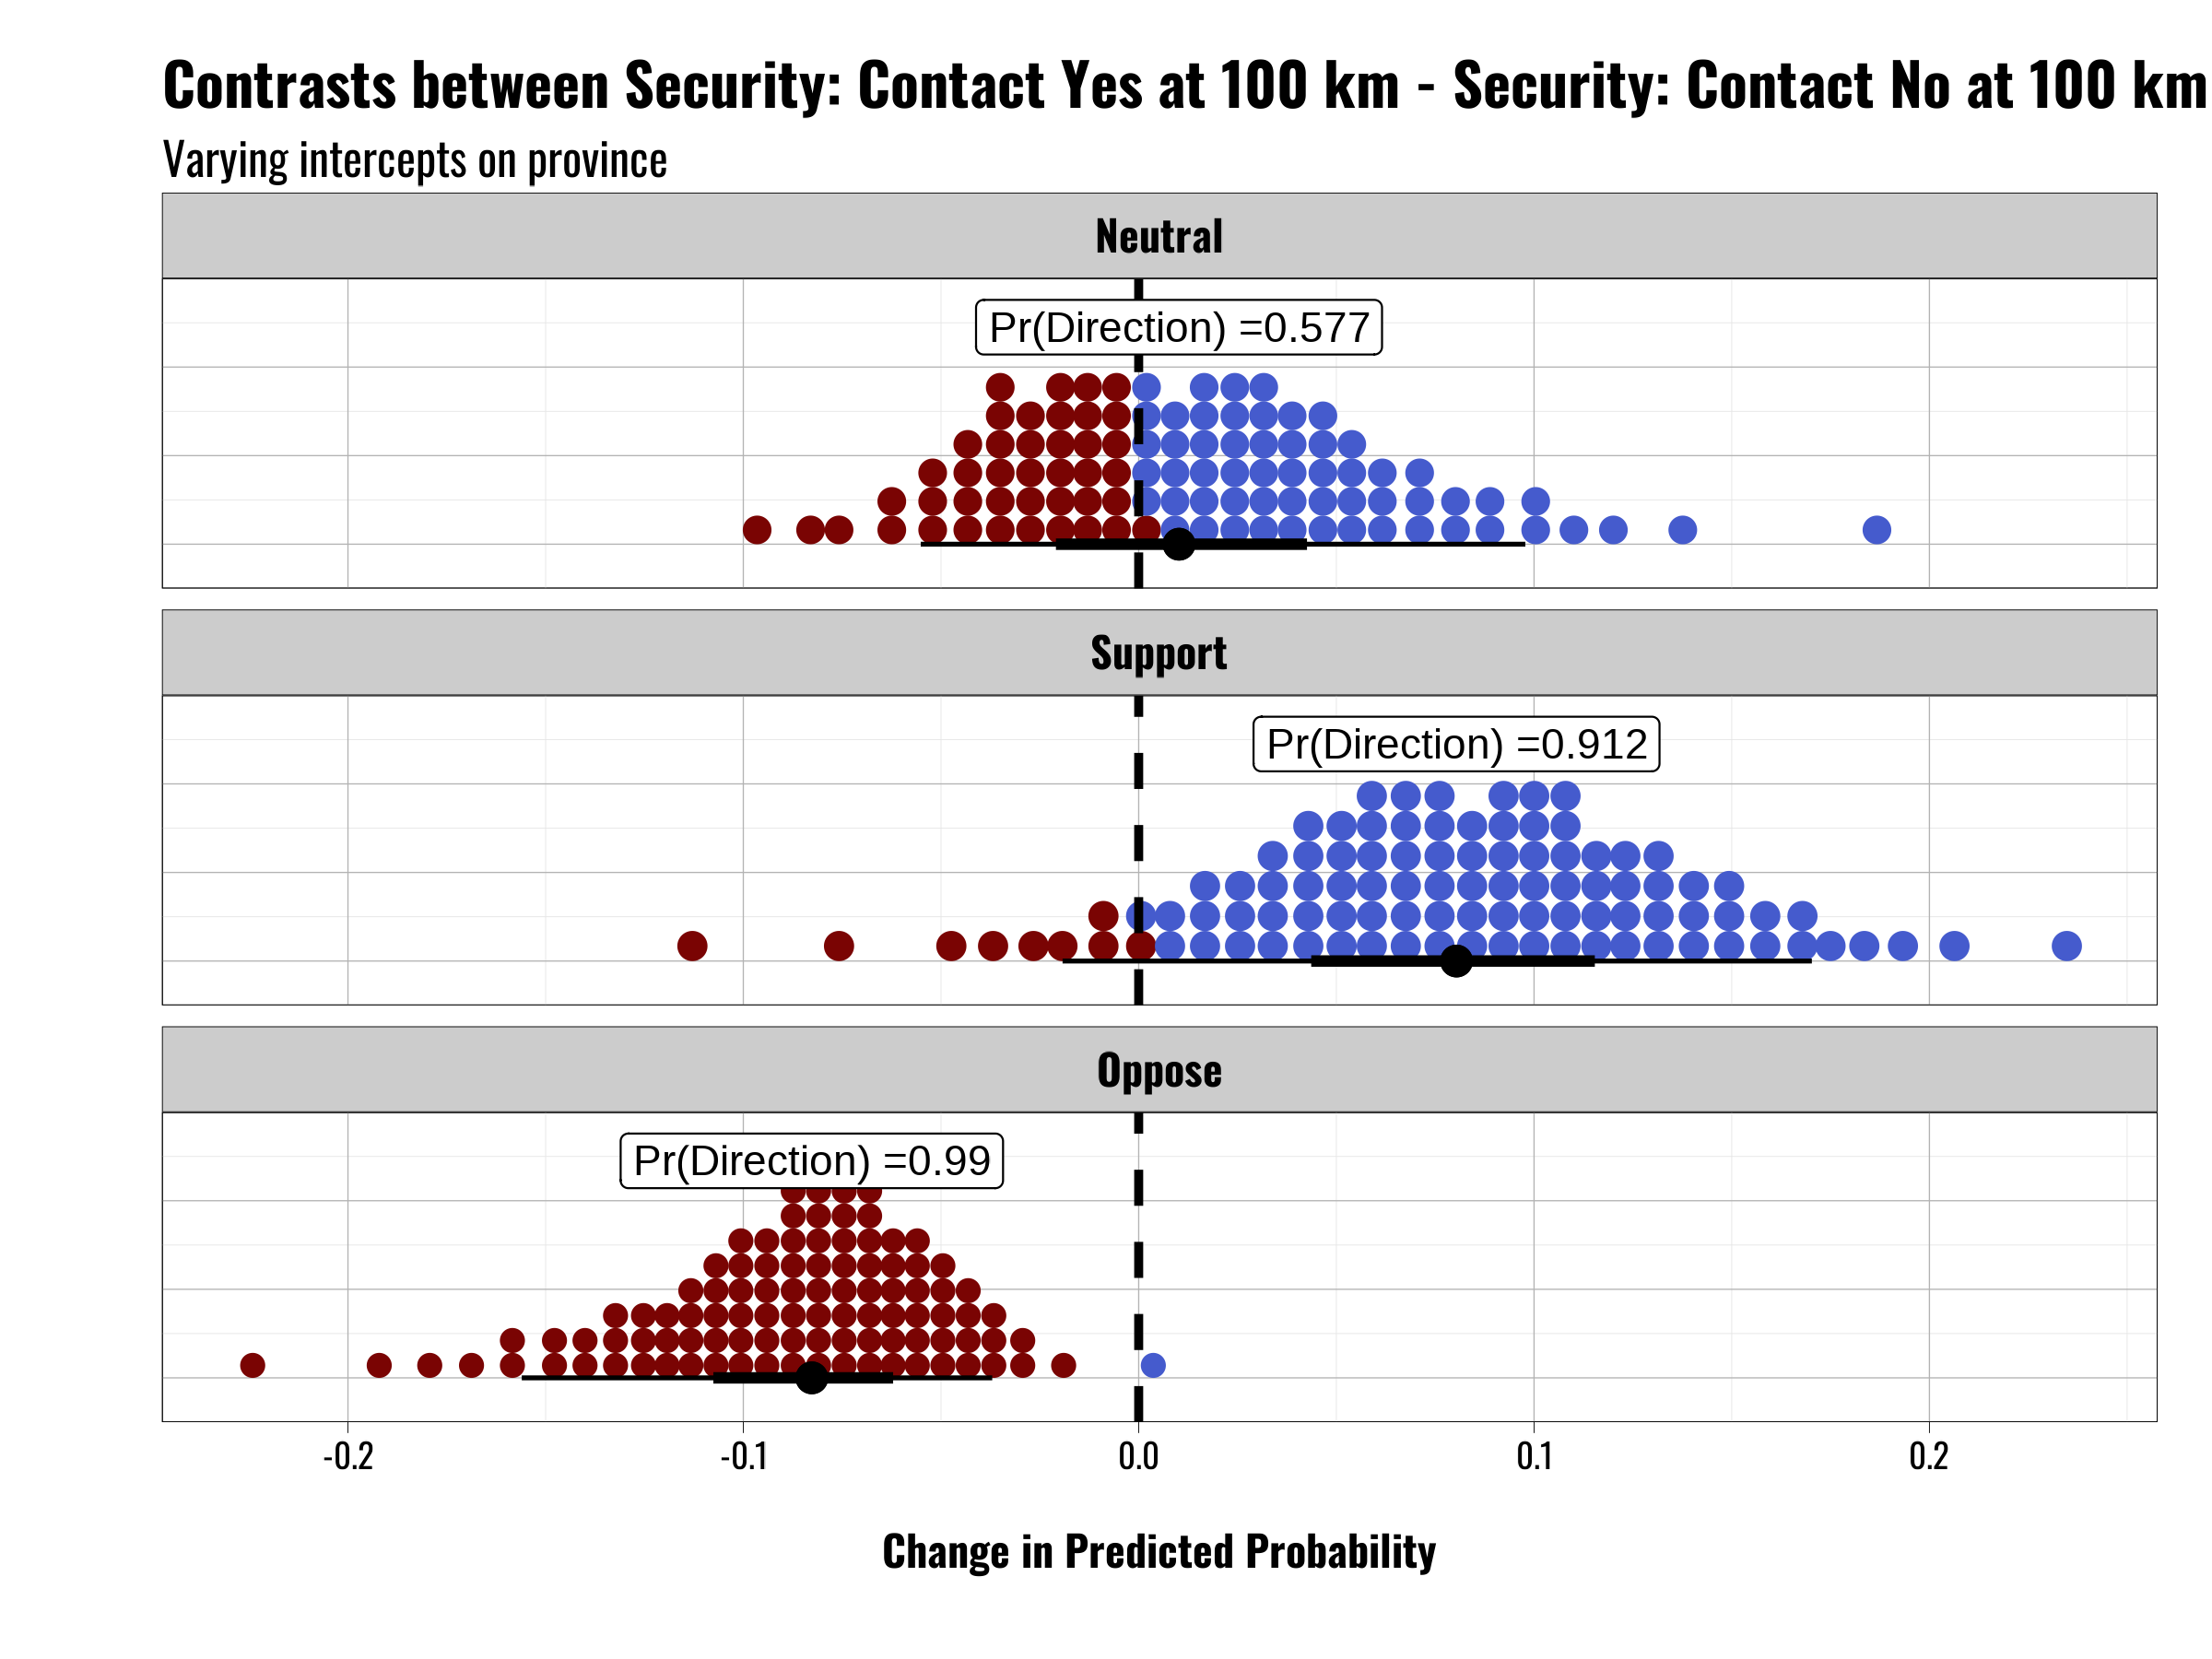 Contrasts between Security: Contact Yes at 100 km - Security: Contact No at 100 km
Varying intercepts on province
Neutral
Pr(Direction) =0.577
Support
Pr(Direction) =0.912
Oppose
Pr(Direction) =0.99
-0.2 -0.1 0.0 0.1 0.2
Change in Predicted Probability